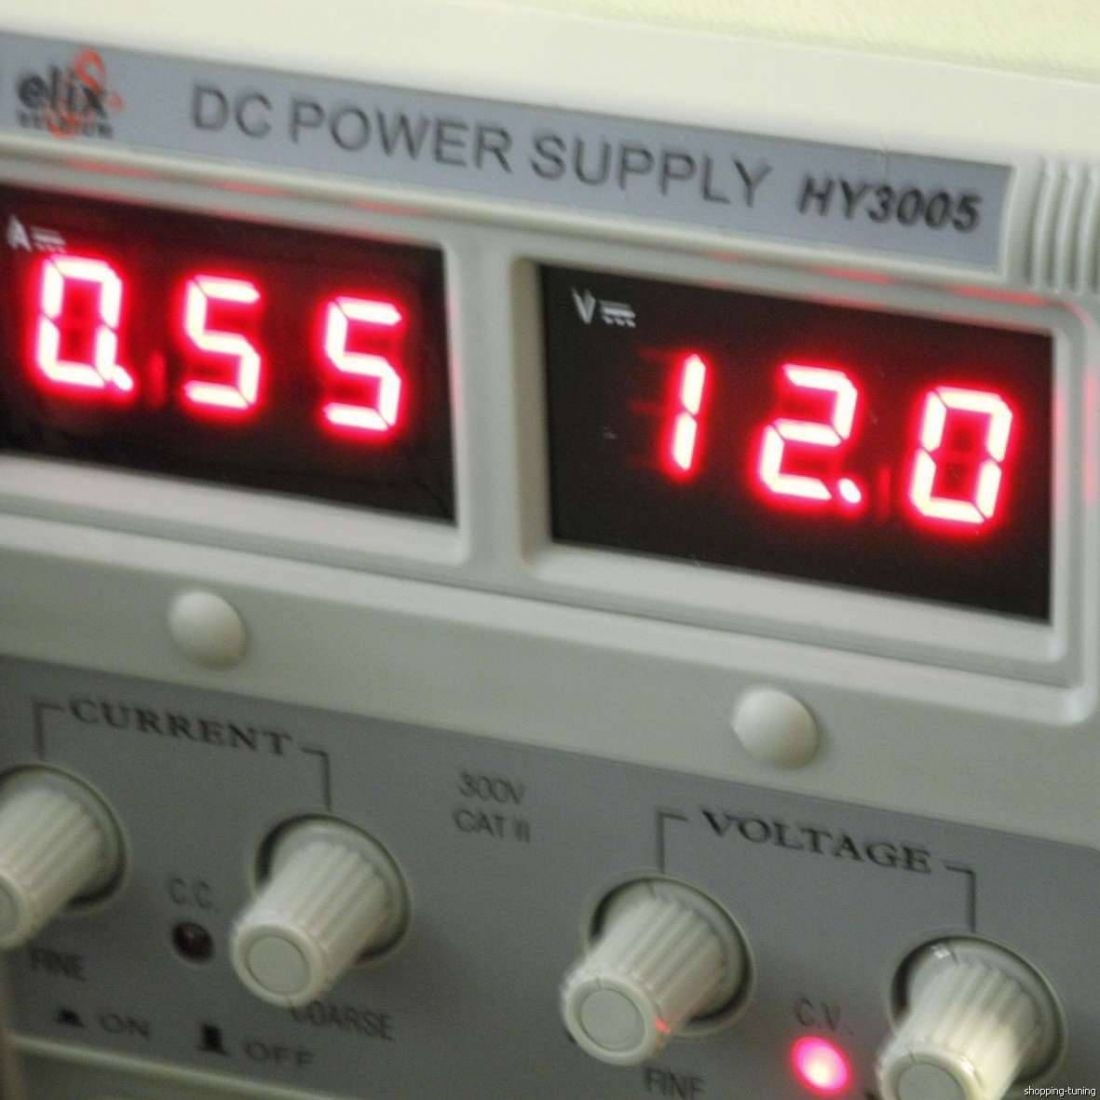 elix
DC POWER SUPPLY HY3005
A
0.55
V
12.0
CURRENT
300V
CAT II
VOLTAGE
C.C.
FINE
COARSE
C.V.
ON
OFF
FINE
shopping-tuning